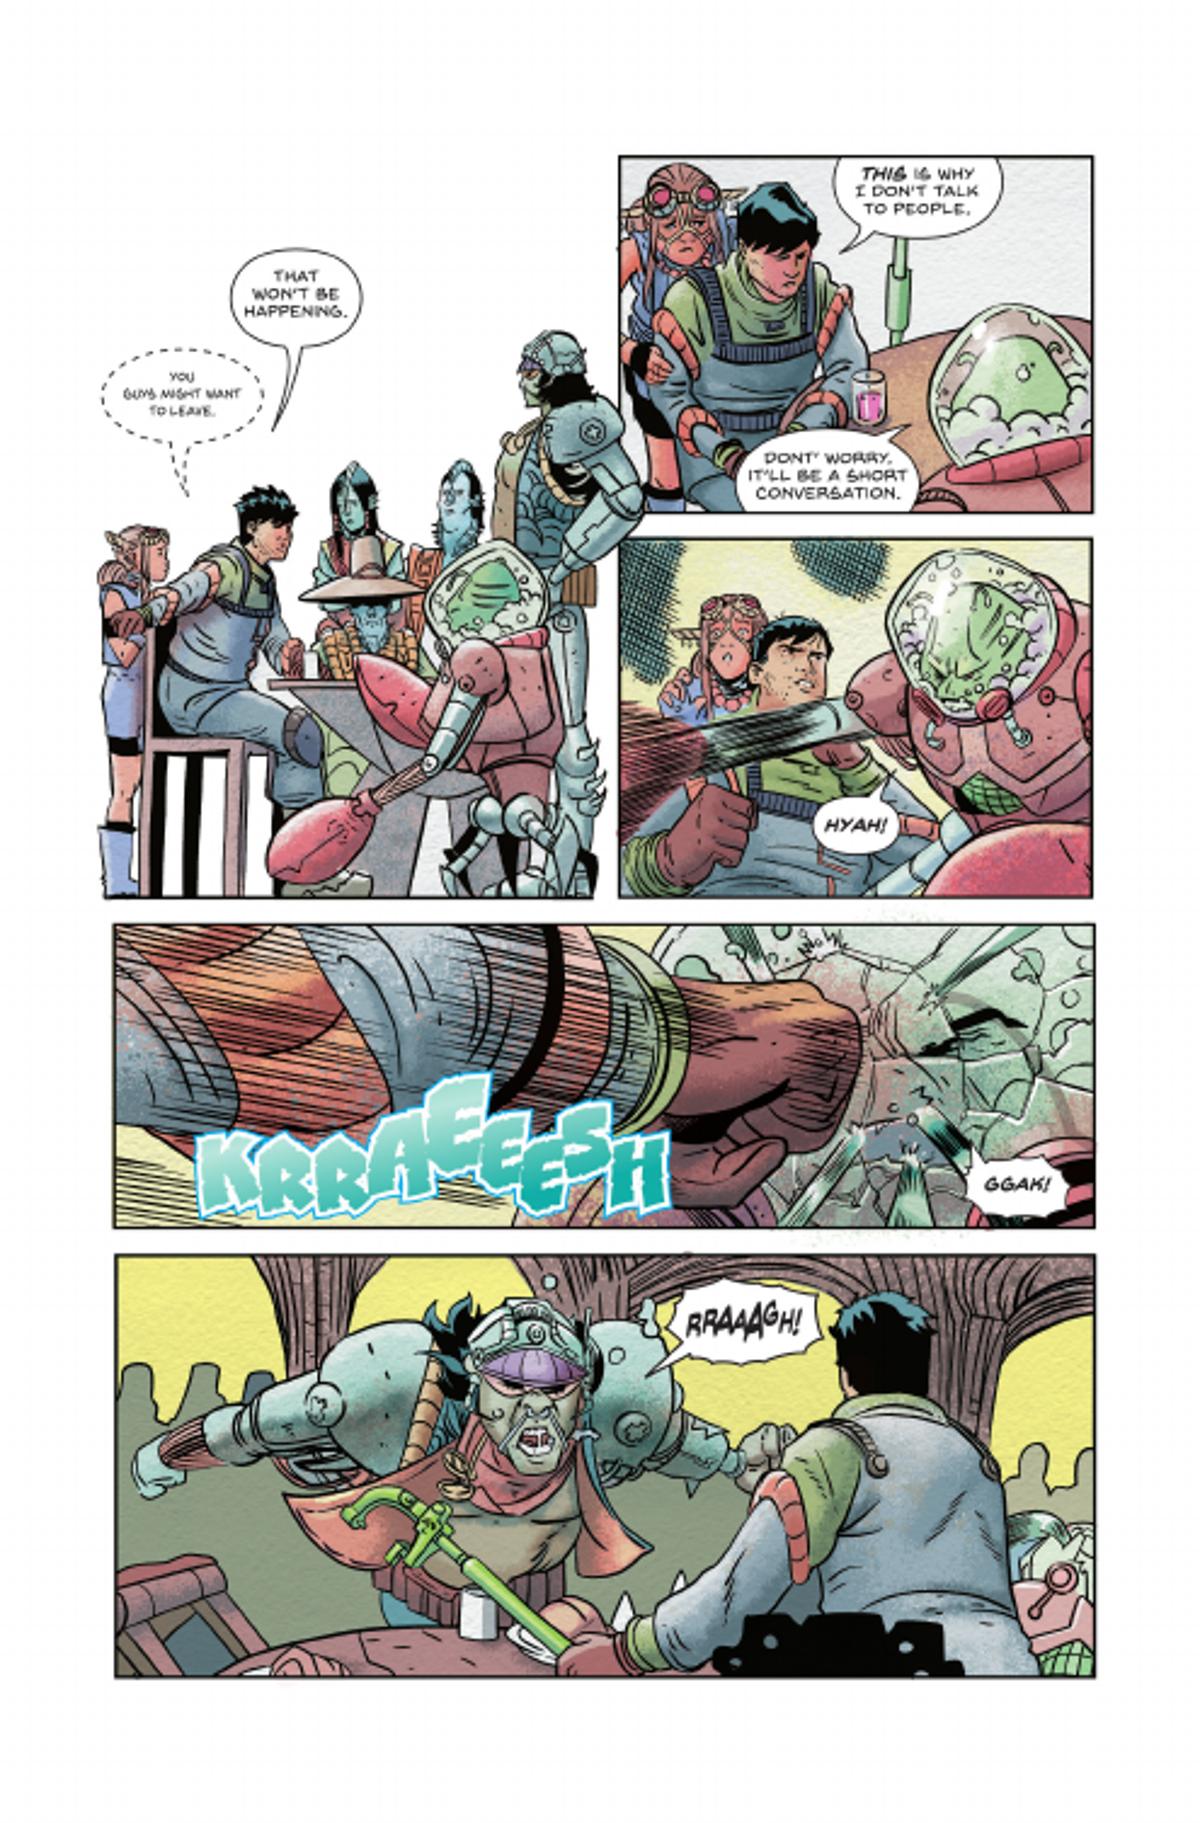 THAT
WON'T BE
HAPPENING.
YOU
GUYS MIGHT WANT
TO LEAVE.
THIS IS WHY
I DON'T TALK
TO PEOPLE.
DONT' WORRY,
IT'LL BE A SHORT
CONVERSATION.
HYAH!
KRRAEEESH
GGAK!
RRAAAGH!